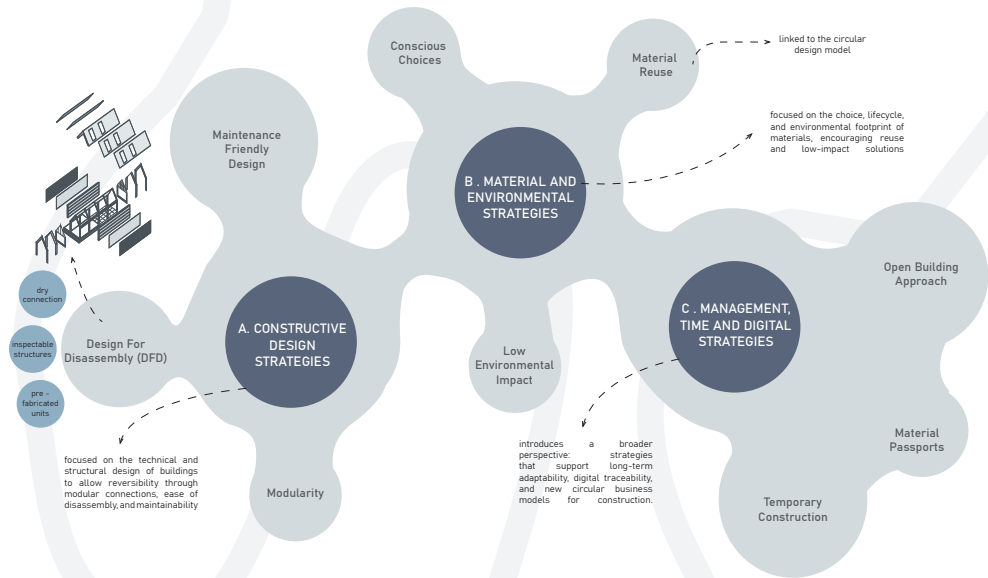 Conscious
Choices
Material
Reuse
linked to the circular
design model
Maintenance
Friendly
Design
focused on the choice, lifecycle,
and environmental footprint of
materials, encouraging reuse
and low-impact solutions
B . MATERIAL AND
ENVIRONMENTAL
STRATEGIES
Open Building
Approach
dry
connection
A. CONSTRUCTIVE
DESIGN
STRATEGIES
C . MANAGEMENT,
TIME AND DIGITAL
STRATEGIES
inspectable
structures
Design For
Disassembly (DFD)
Low
Environmental
Impact
pre -
fabricated
units
Material
Passports
introduces a broader
perspective: strategies
that support long-term
adaptability, digital traceability,
and new circular business
models for construction.
focused on the technical and
structural design of buildings
to allow reversibility through
modular connections, ease of
disassembly, and maintainability
Modularity
Temporary
Construction